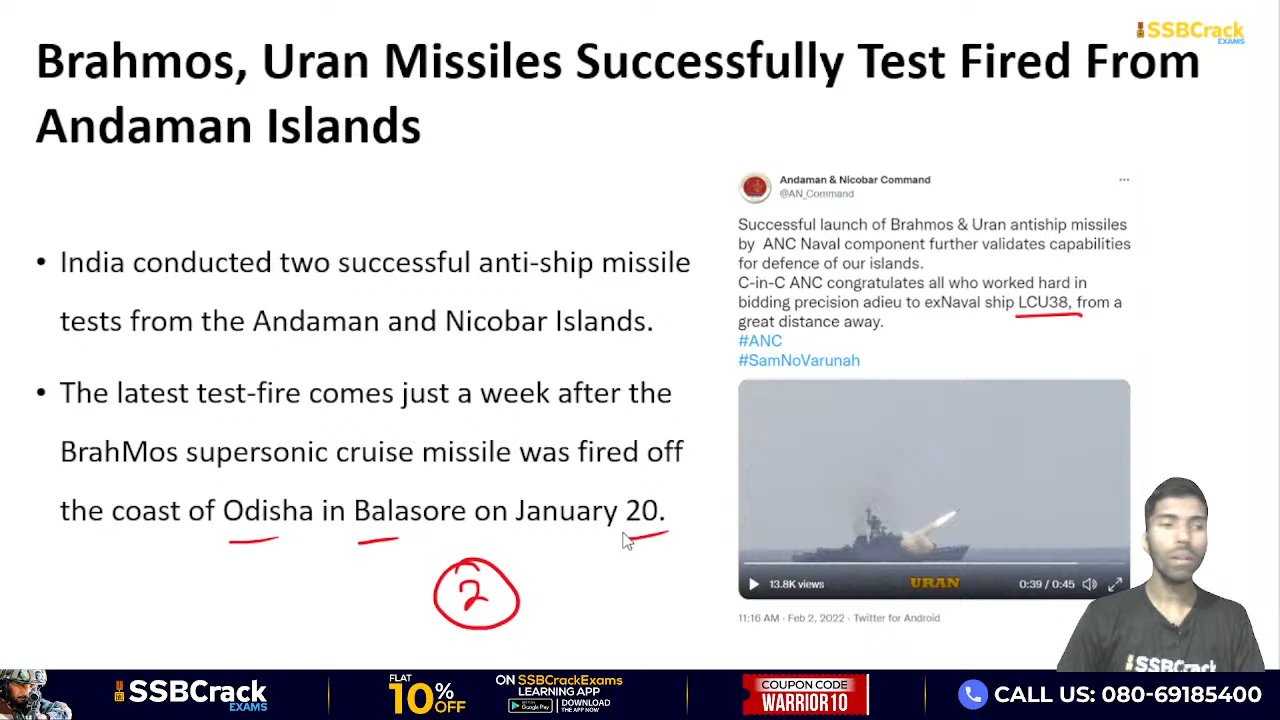 SSBCrack
EXAMS
Brahmos, Uran Missiles Successfully Test Fired From
Andaman Islands
• India conducted two successful anti-ship missile
tests from the Andaman and Nicobar Islands.
• The latest test-fire comes just a week after the
BrahMos supersonic cruise missile was fired off
the coast of Odisha in Balasore on January 20.
2
Andaman & Nicobar Command
@AN_Command
Successful launch of Brahmos & Uran antiship missiles
by ANC Naval component further validates capabilities
for defence of our islands.
C-in-C ANC congratulates all who worked hard in
bidding precision adieu to exNaval ship LCU38, from a
great distance away.
#ANC
#SamNoVarunah
13.8K views
URAN
0:39 / 0:45
11:16 AM · Feb 2, 2022 · Twitter for Android
SSBCrack
SSBCrack
EXAMS
FLAT
10% OFF
ON SSBCrackExams
LEARNING APP
Google Play
DOWNLOAD
THE APP NOW
COUPON CODE
WARRIOR10
CALL US: 080-69185400